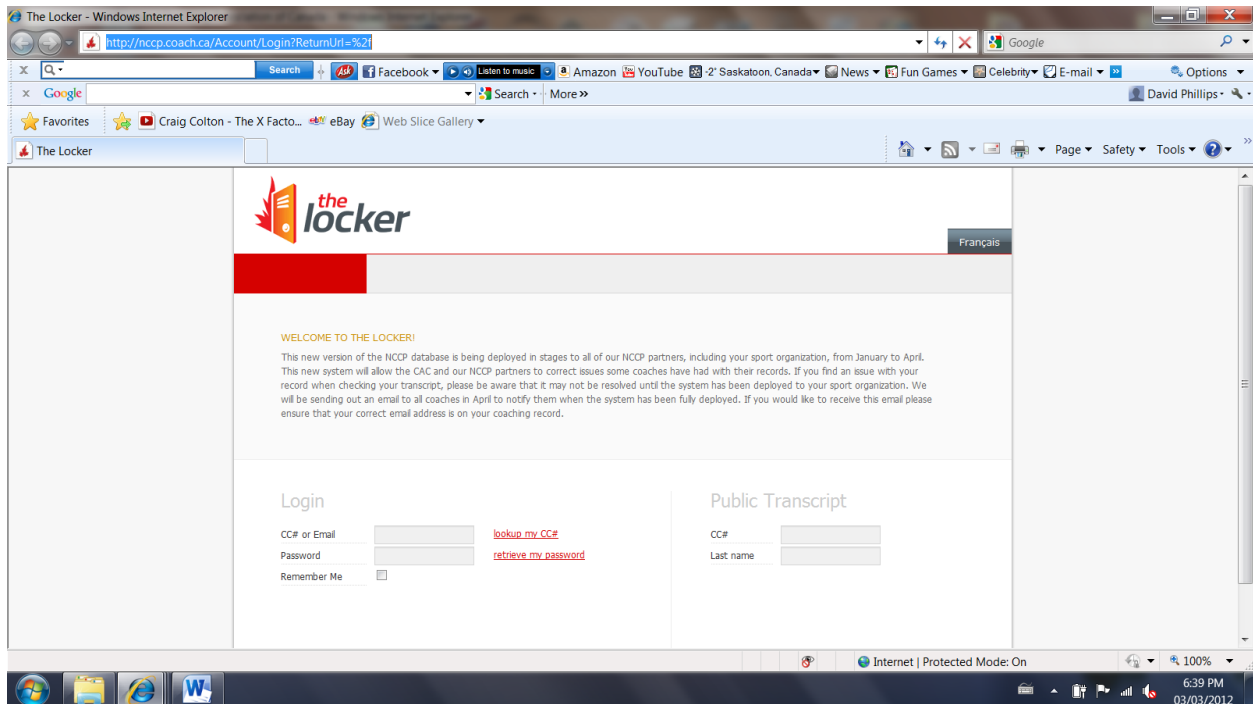 The Locker - Windows Internet Explorer
http://nccp.coach.ca/Account/Login?ReturnUrl=%2f
Google
X Search Ask Facebook Listen to music Amazon YouTube -2° Saskatoon, Canada News Fun Games Celebrity E-mail Options
x Google Search More » David Phillips
Favorites Craig Colton - The X Facto... eBay Web Slice Gallery
The Locker Page Safety Tools
the
locker
Français
WELCOME TO THE LOCKER!
This new version of the NCCP database is being deployed in stages to all of our NCCP partners, including your sport organization, from January to April.
This new system will allow the CAC and our NCCP partners to correct issues some coaches have had with their records. If you find an issue with your
record when checking your transcript, please be aware that it may not be resolved until the system has been deployed to your sport organization. We
will be sending out an email to all coaches in April to notify them when the system has been fully deployed. If you would like to receive this email please
ensure that your correct email address is on your coaching record.
Login
CC# or Email lookup my CC#
Password retrieve my password
Remember Me
Public Transcript
CC#
Last name
Internet | Protected Mode: On 100%
6:39 PM
03/03/2012